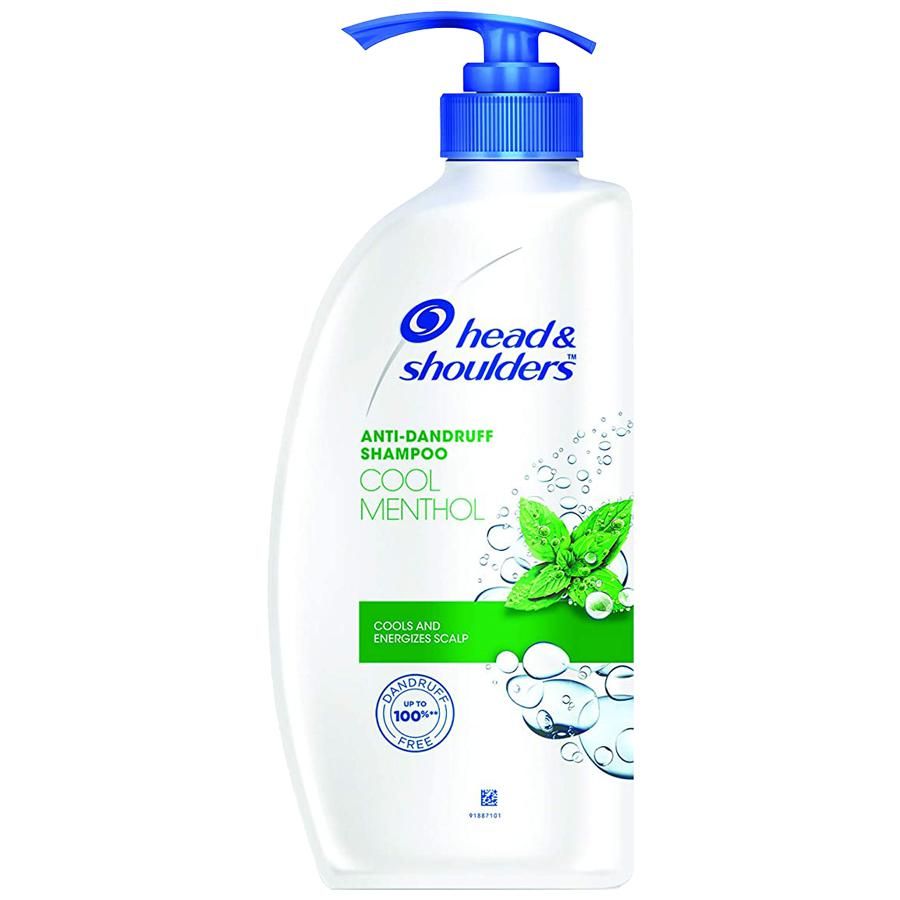 head &
shoulders™
ANTI-DANDRUFF
SHAMPOO
COOL
MENTHOL
COOLS AND
ENERGIZES SCALP
DANDRUFF
UP TO
100%**
FREE
91887101